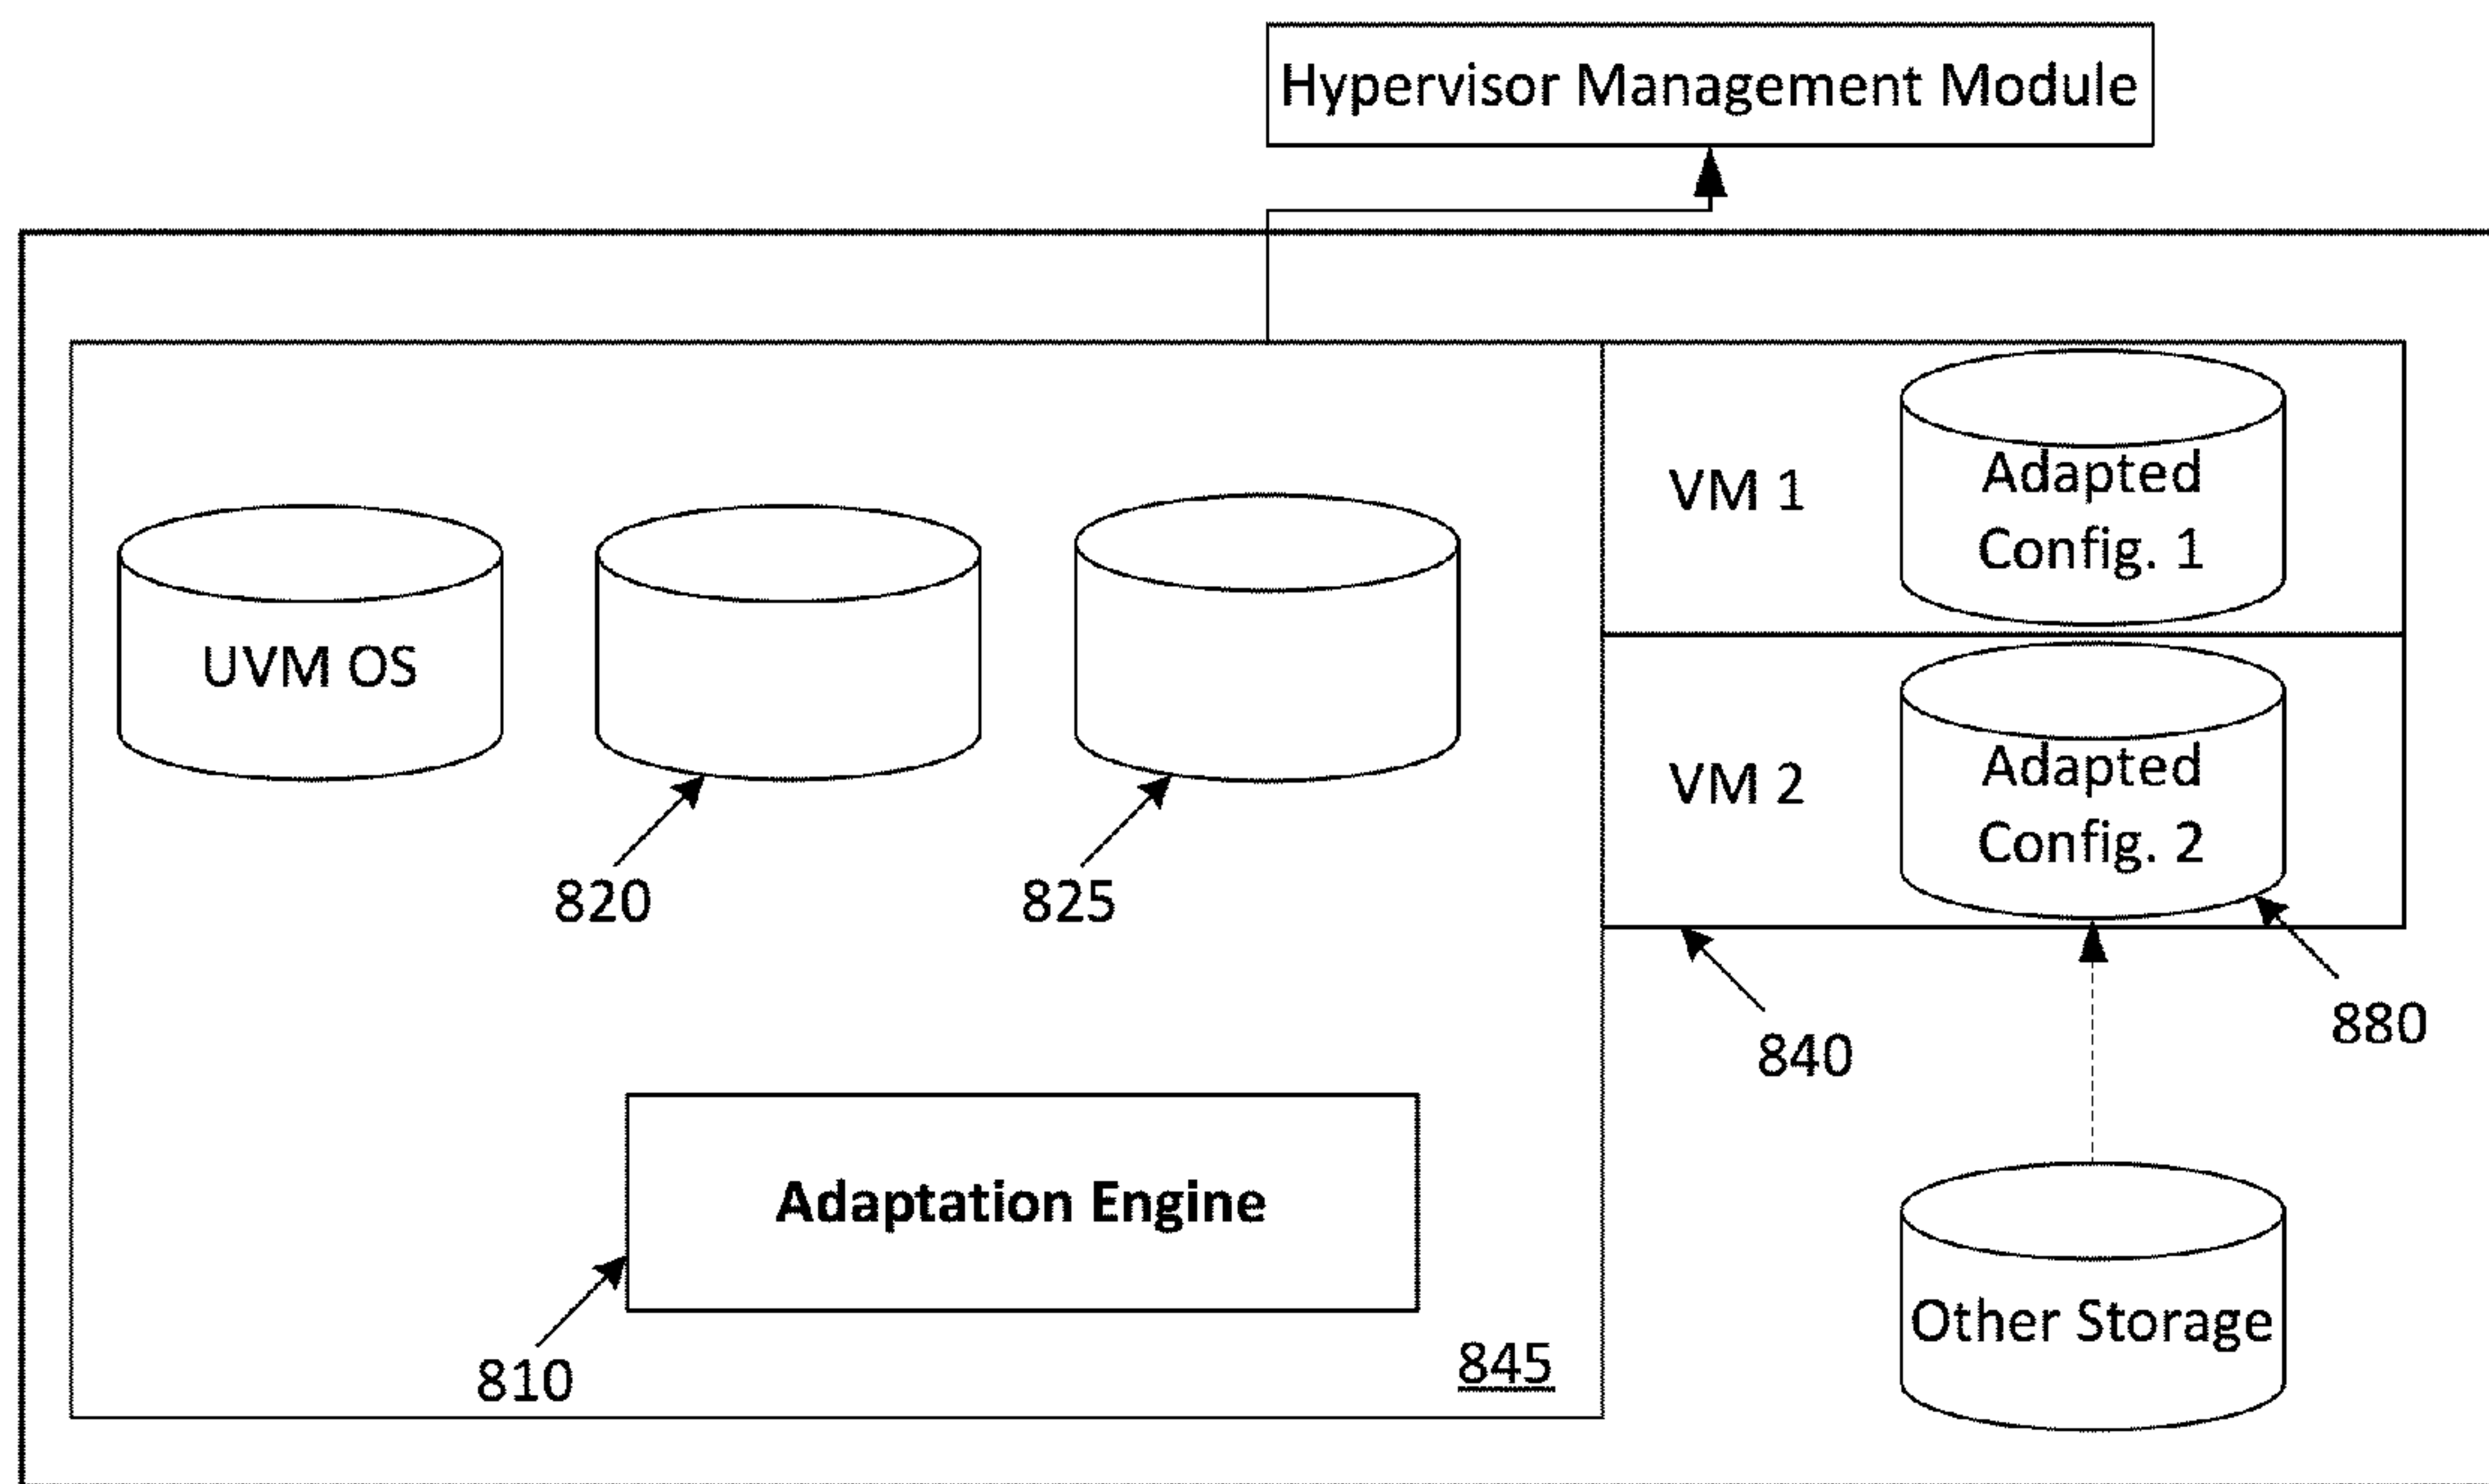 Hypervisor Management Module
VM 1
Adapted
Config. 1
UVM OS
VM 2
Adapted
Config. 2
820
825
880
840
Adaptation Engine
Other Storage
845
810